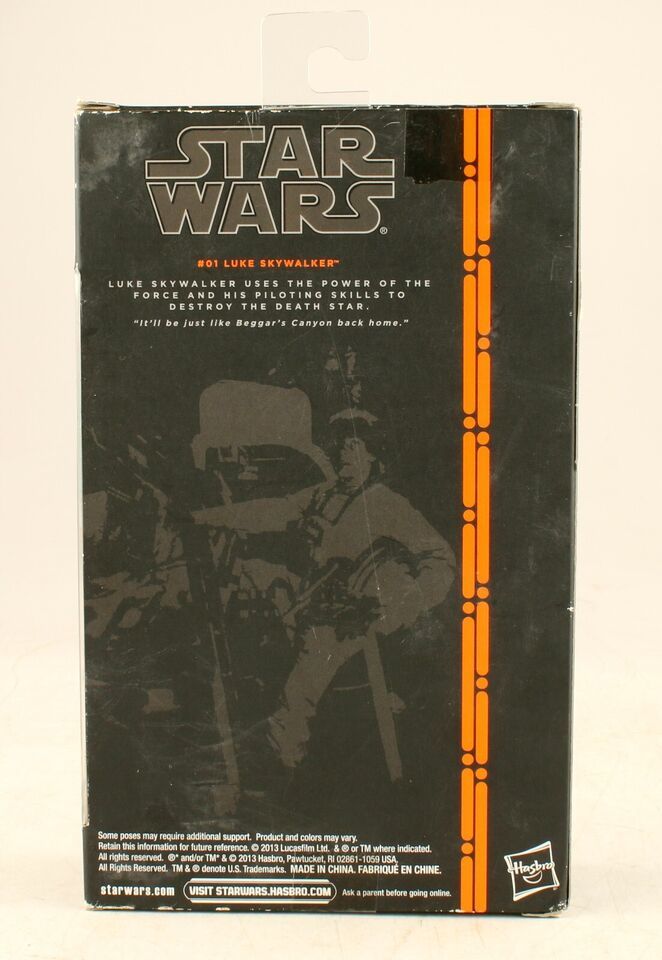 STAR
WARS®
#01 LUKE SKYWALKER™
LUKE SKYWALKER USES THE POWER OF THE
FORCE AND HIS PILOTING SKILLS TO
DESTROY THE DEATH STAR.
"It'll be just like Beggar's Canyon back home."
Some poses may require additional support. Product and colors may vary.
Retain this information for future reference. © 2013 Lucasfilm Ltd. & ® or TM where indicated.
All rights reserved. ®* and/or TM* & © 2013 Hasbro, Pawtucket, RI 02861-1059 USA.
All Rights Reserved. TM & ® denote U.S. Trademarks. MADE IN CHINA. FABRIQUÉ EN CHINE.
starwars.com VISIT STARWARS.HASBRO.COM Ask a parent before going online.
Hasbro